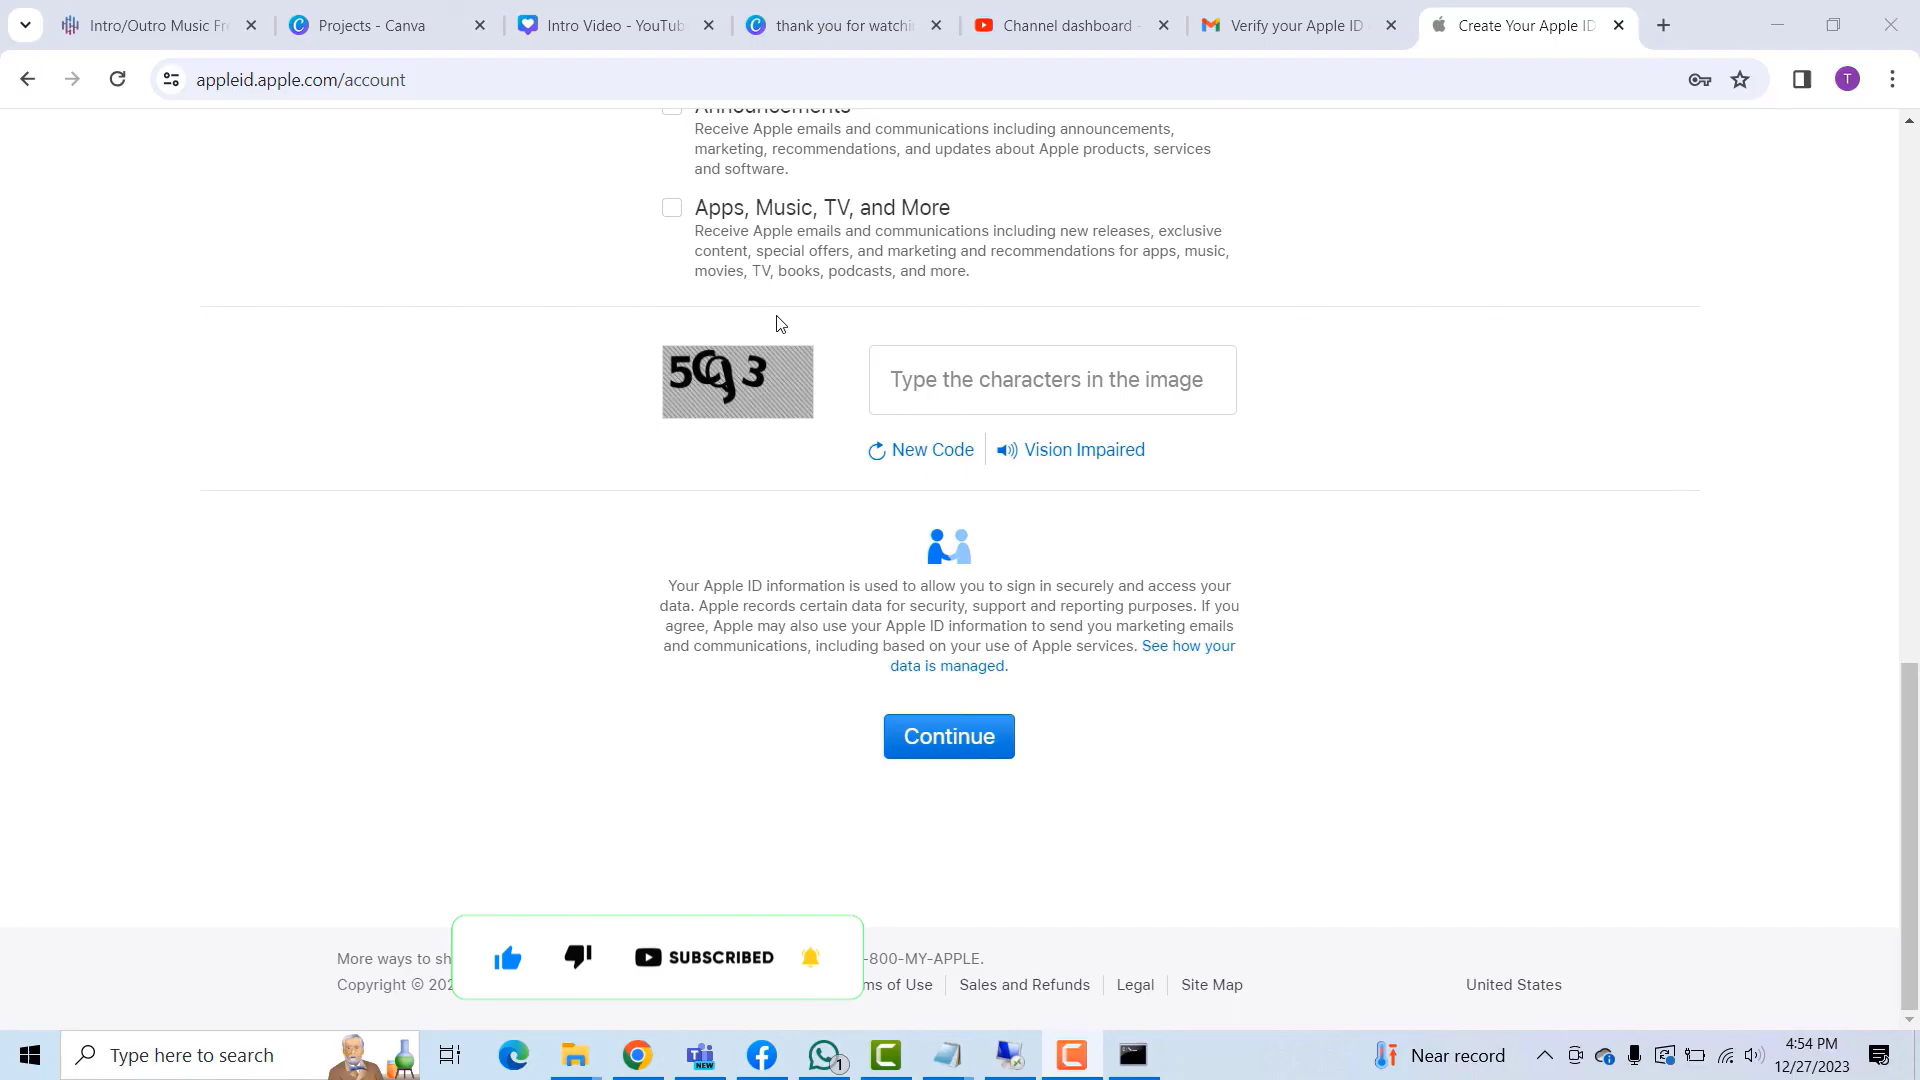 Intro/Outro Music Fr
Projects - Canva
Intro Video - YouTub
thank you for watchi
Channel dashboard -
Verify your Apple ID
Create Your Apple ID
appleid.apple.com/account
T
Announcements
Receive Apple emails and communications including announcements,
marketing, recommendations, and updates about Apple products, services
and software.
Apps, Music, TV, and More
Receive Apple emails and communications including new releases, exclusive
content, special offers, and marketing and recommendations for apps, music,
movies, TV, books, podcasts, and more.
Type the characters in the image
New Code
Vision Impaired
Your Apple ID information is used to allow you to sign in securely and access your
data. Apple records certain data for security, support and reporting purposes. If you
agree, Apple may also use your Apple ID information to send you marketing emails
and communications, including based on your use of Apple services. See how your
data is managed.
Continue
More ways to sh
-800-MY-APPLE.
Copyright © 202
ms of Use
Sales and Refunds
Legal
Site Map
United States
SUBSCRIBED
Type here to search
NEW
1
Near record
4:54 PM
12/27/2023